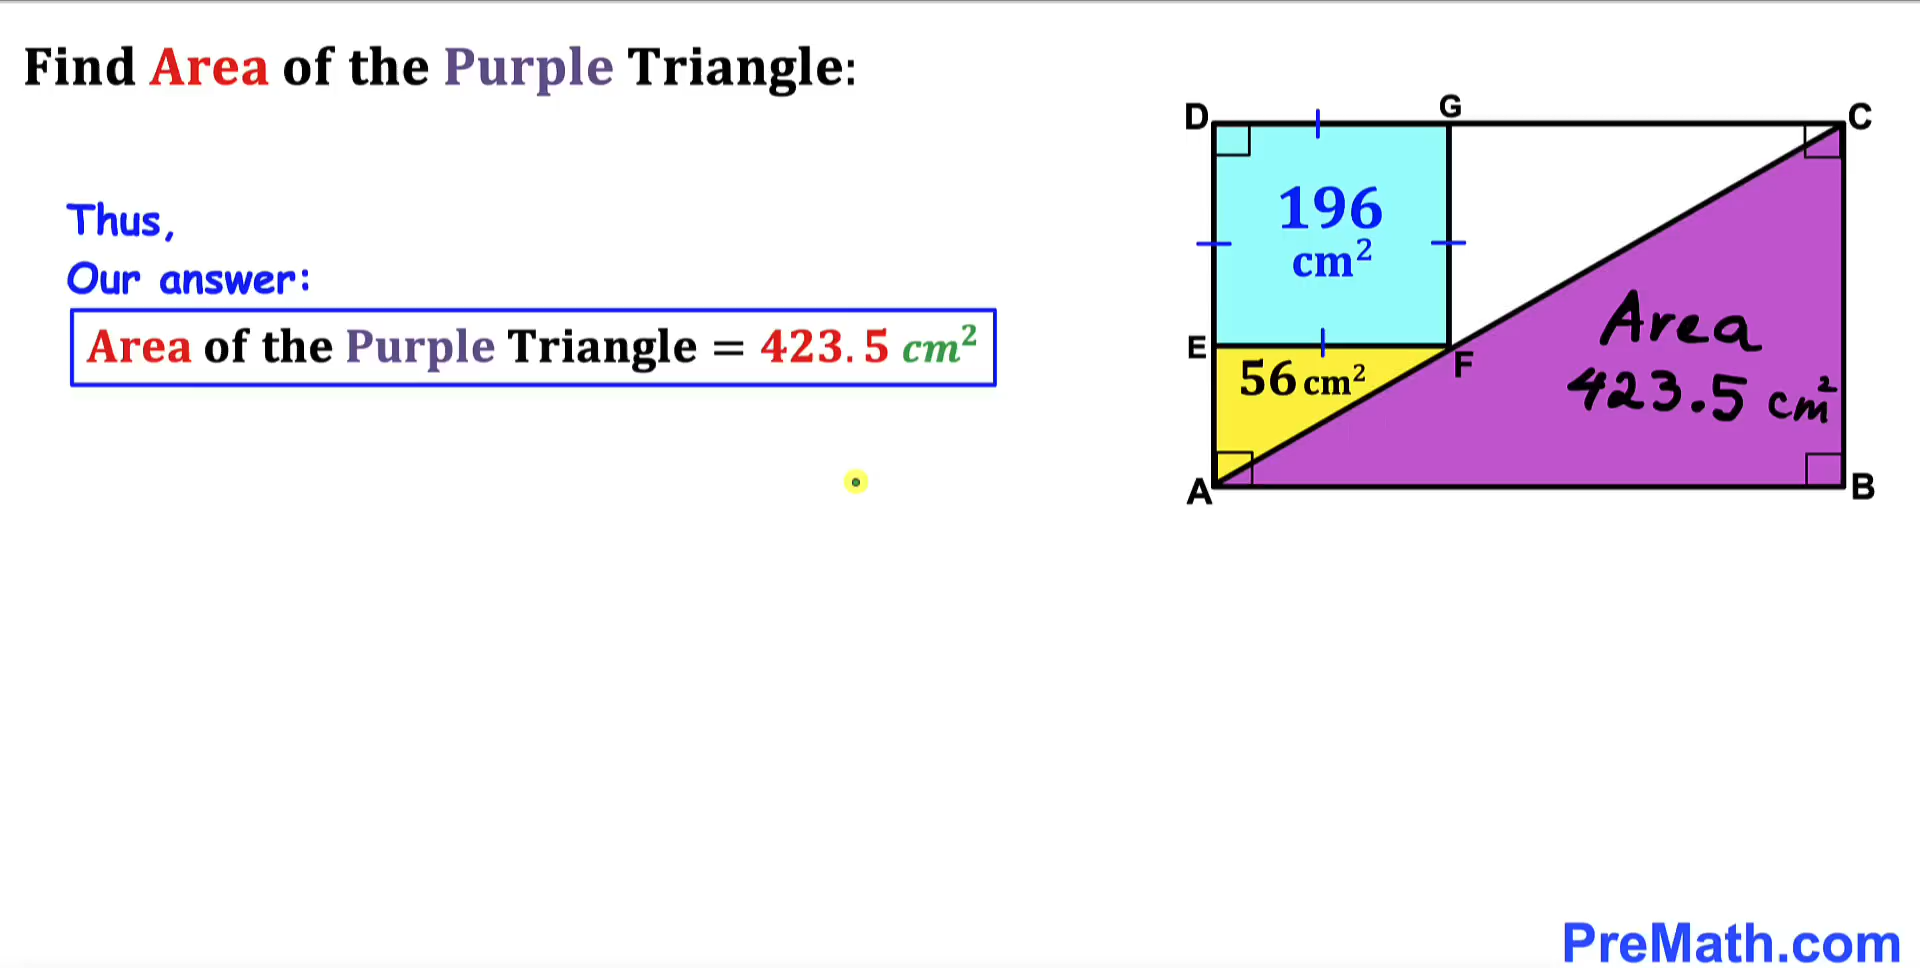 Find Area of the Purple Triangle:
Thus,
Our answer:
Area of the Purple Triangle = 423.5 cm²
D
G
C
196
cm²
E
56 cm²
F
Area
423.5 cm²
A
B
PreMath.com